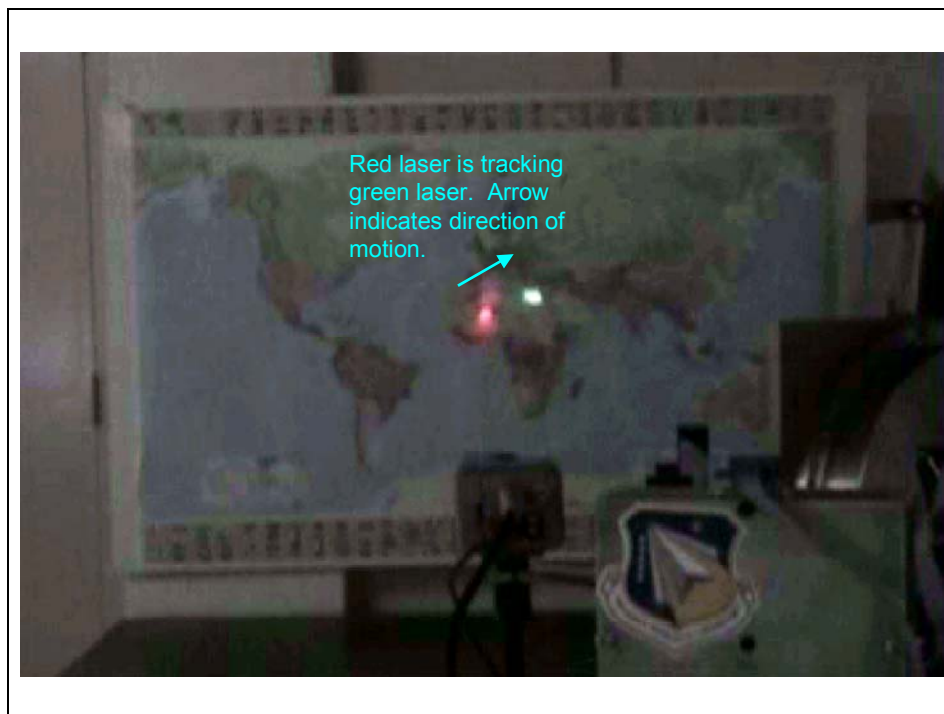 Red laser is tracking
green laser.  Arrow
indicates direction of
motion.